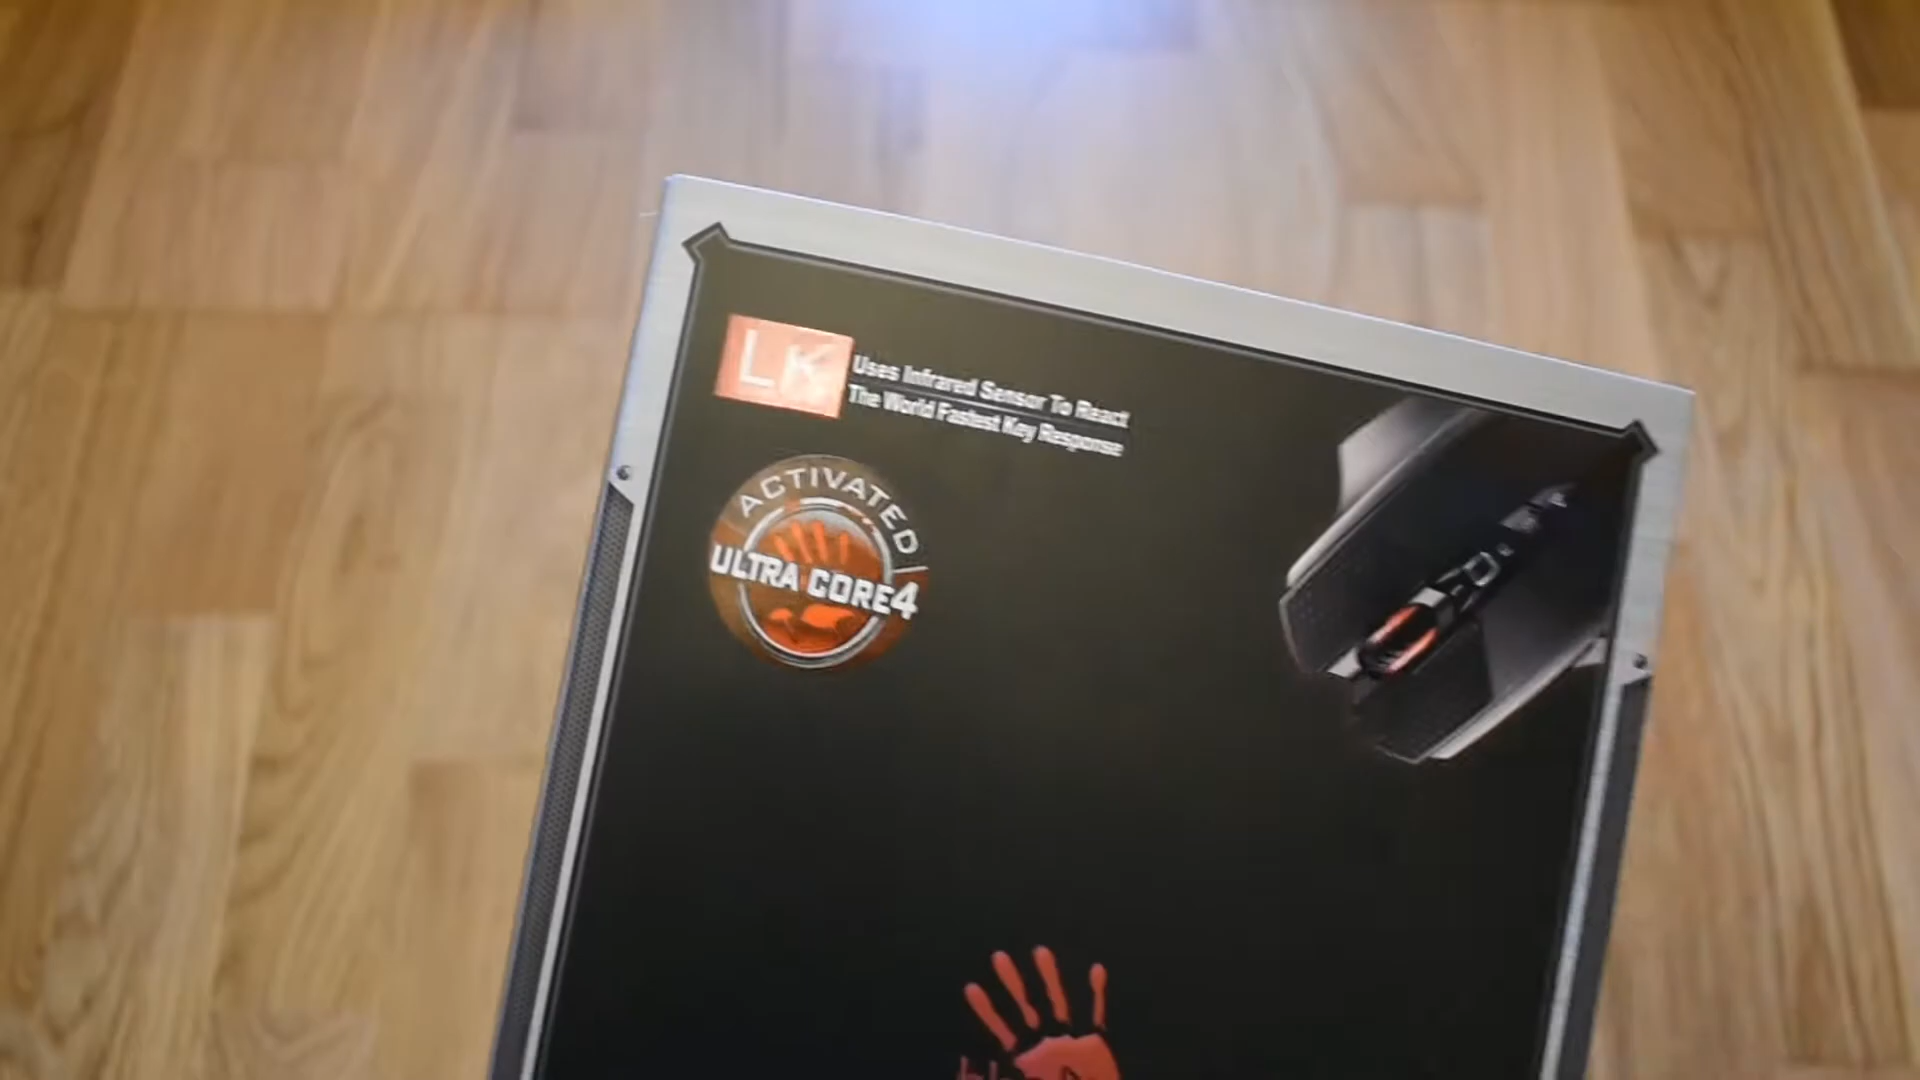 LK
Uses Infrared Sensor To React
The World Fastest Key Response
ACTIVATED
ULTRA CORE4